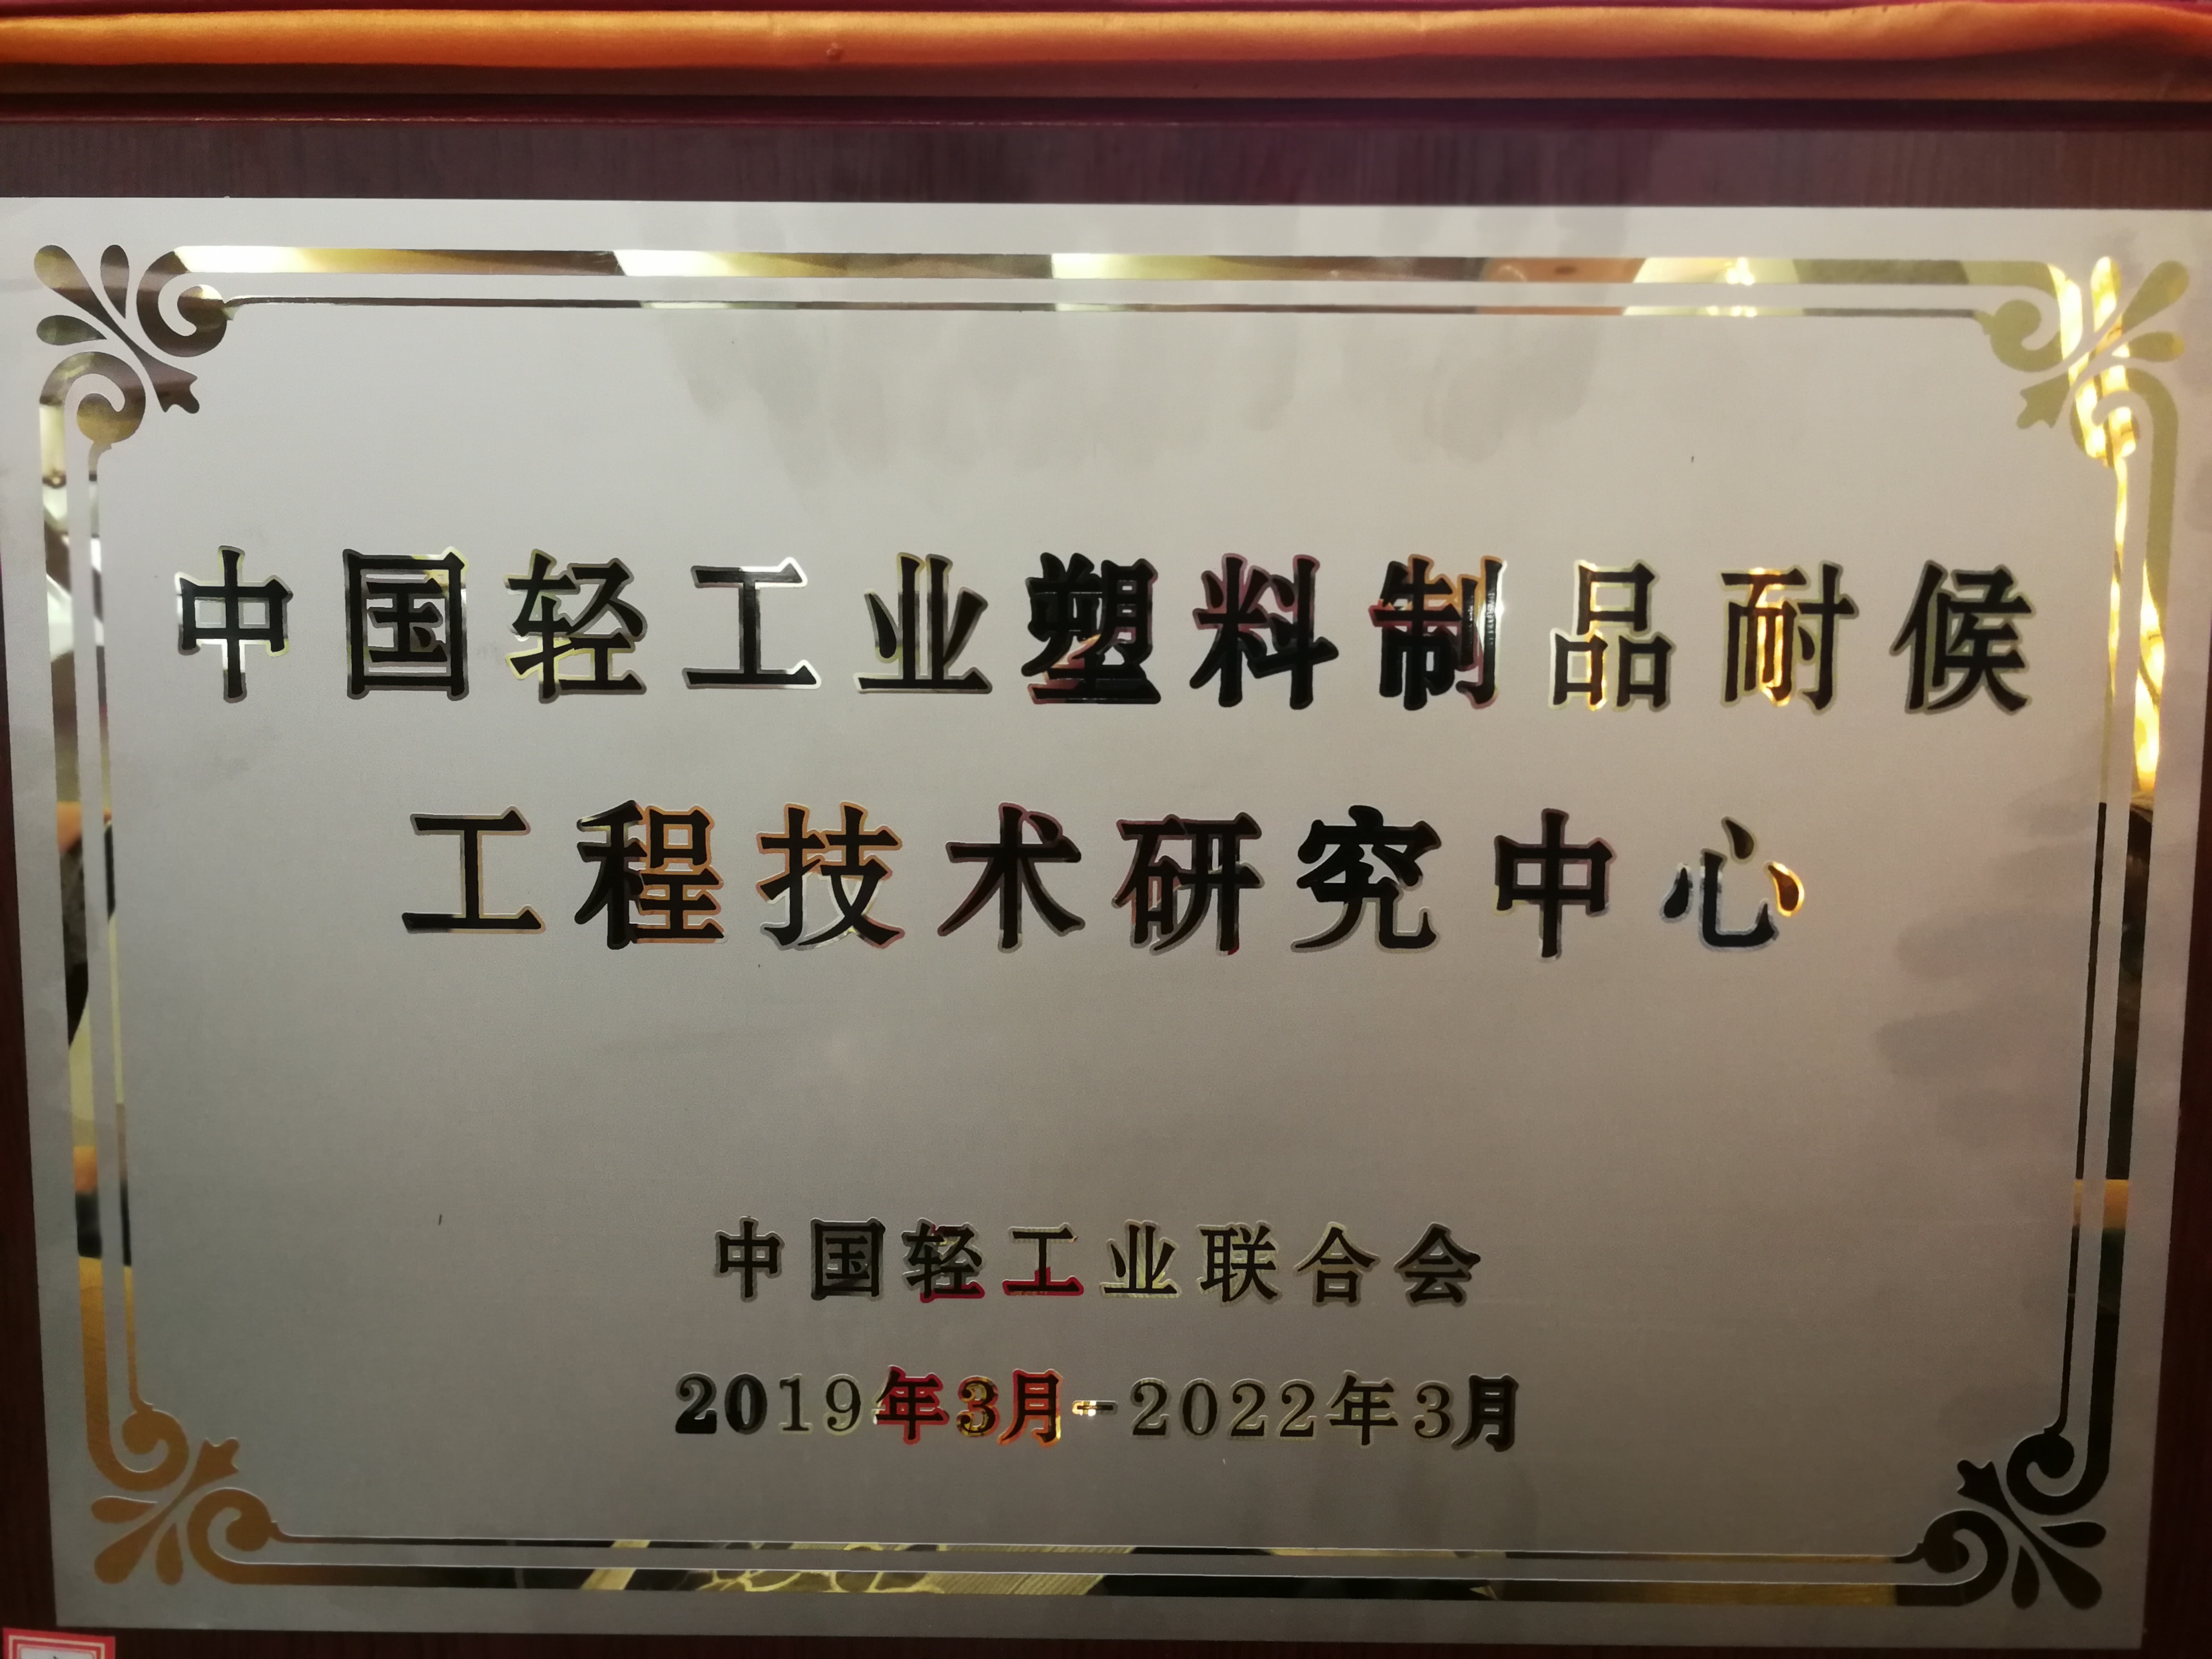 中国轻工业塑料制品耐候
工程技术研究中心
中国轻工业联合会
2019年3月-2022年3月